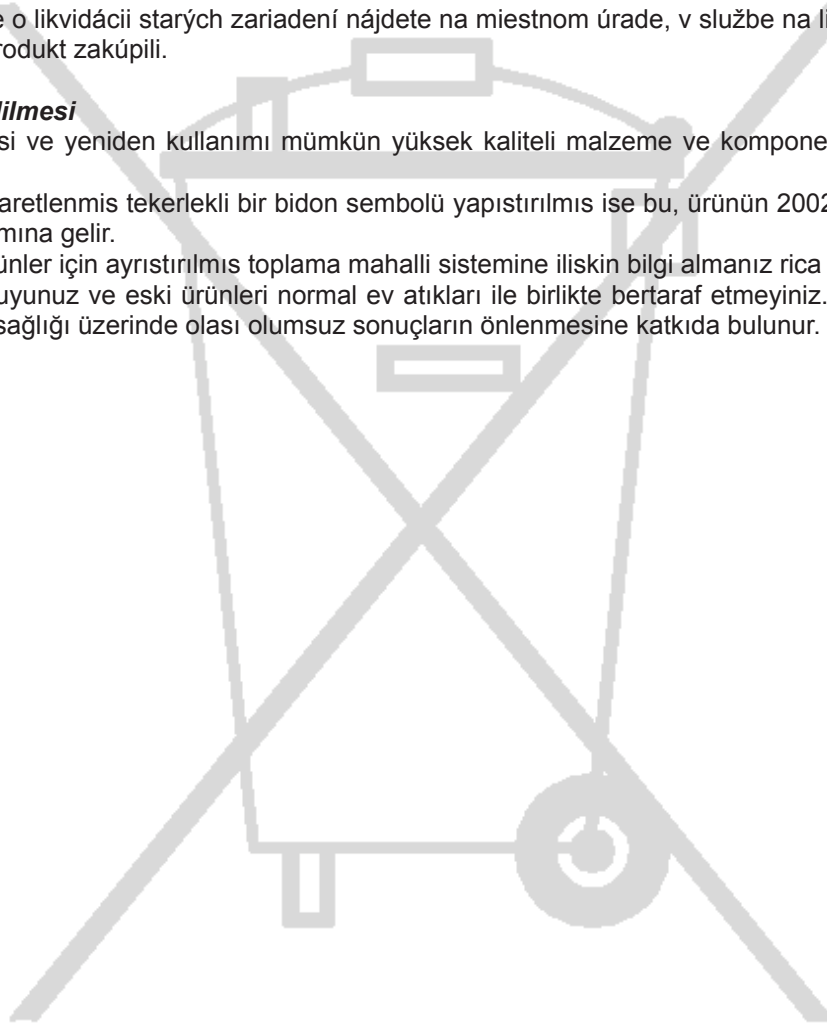 e o likvidácii starých zariadení nájdete na miestnom úrade, v službe na li
rodukt zakúpili.
lilmesi
si ve yeniden kullanımı mümkün yüksek kaliteli malzeme ve kompone
aretlenmis tekerlekli bir bidon sembolü yapıstırılmıs ise bu, ürünün 2002
mına gelir.
ünler için ayrıstırılmıs toplama mahalli sistemine iliskin bilgi almanız rica
uyunuz ve eski ürünleri normal ev atıkları ile birlikte bertaraf etmeyiniz.
sağlığı üzerinde olası olumsuz sonuçların önlenmesine katkıda bulunur.